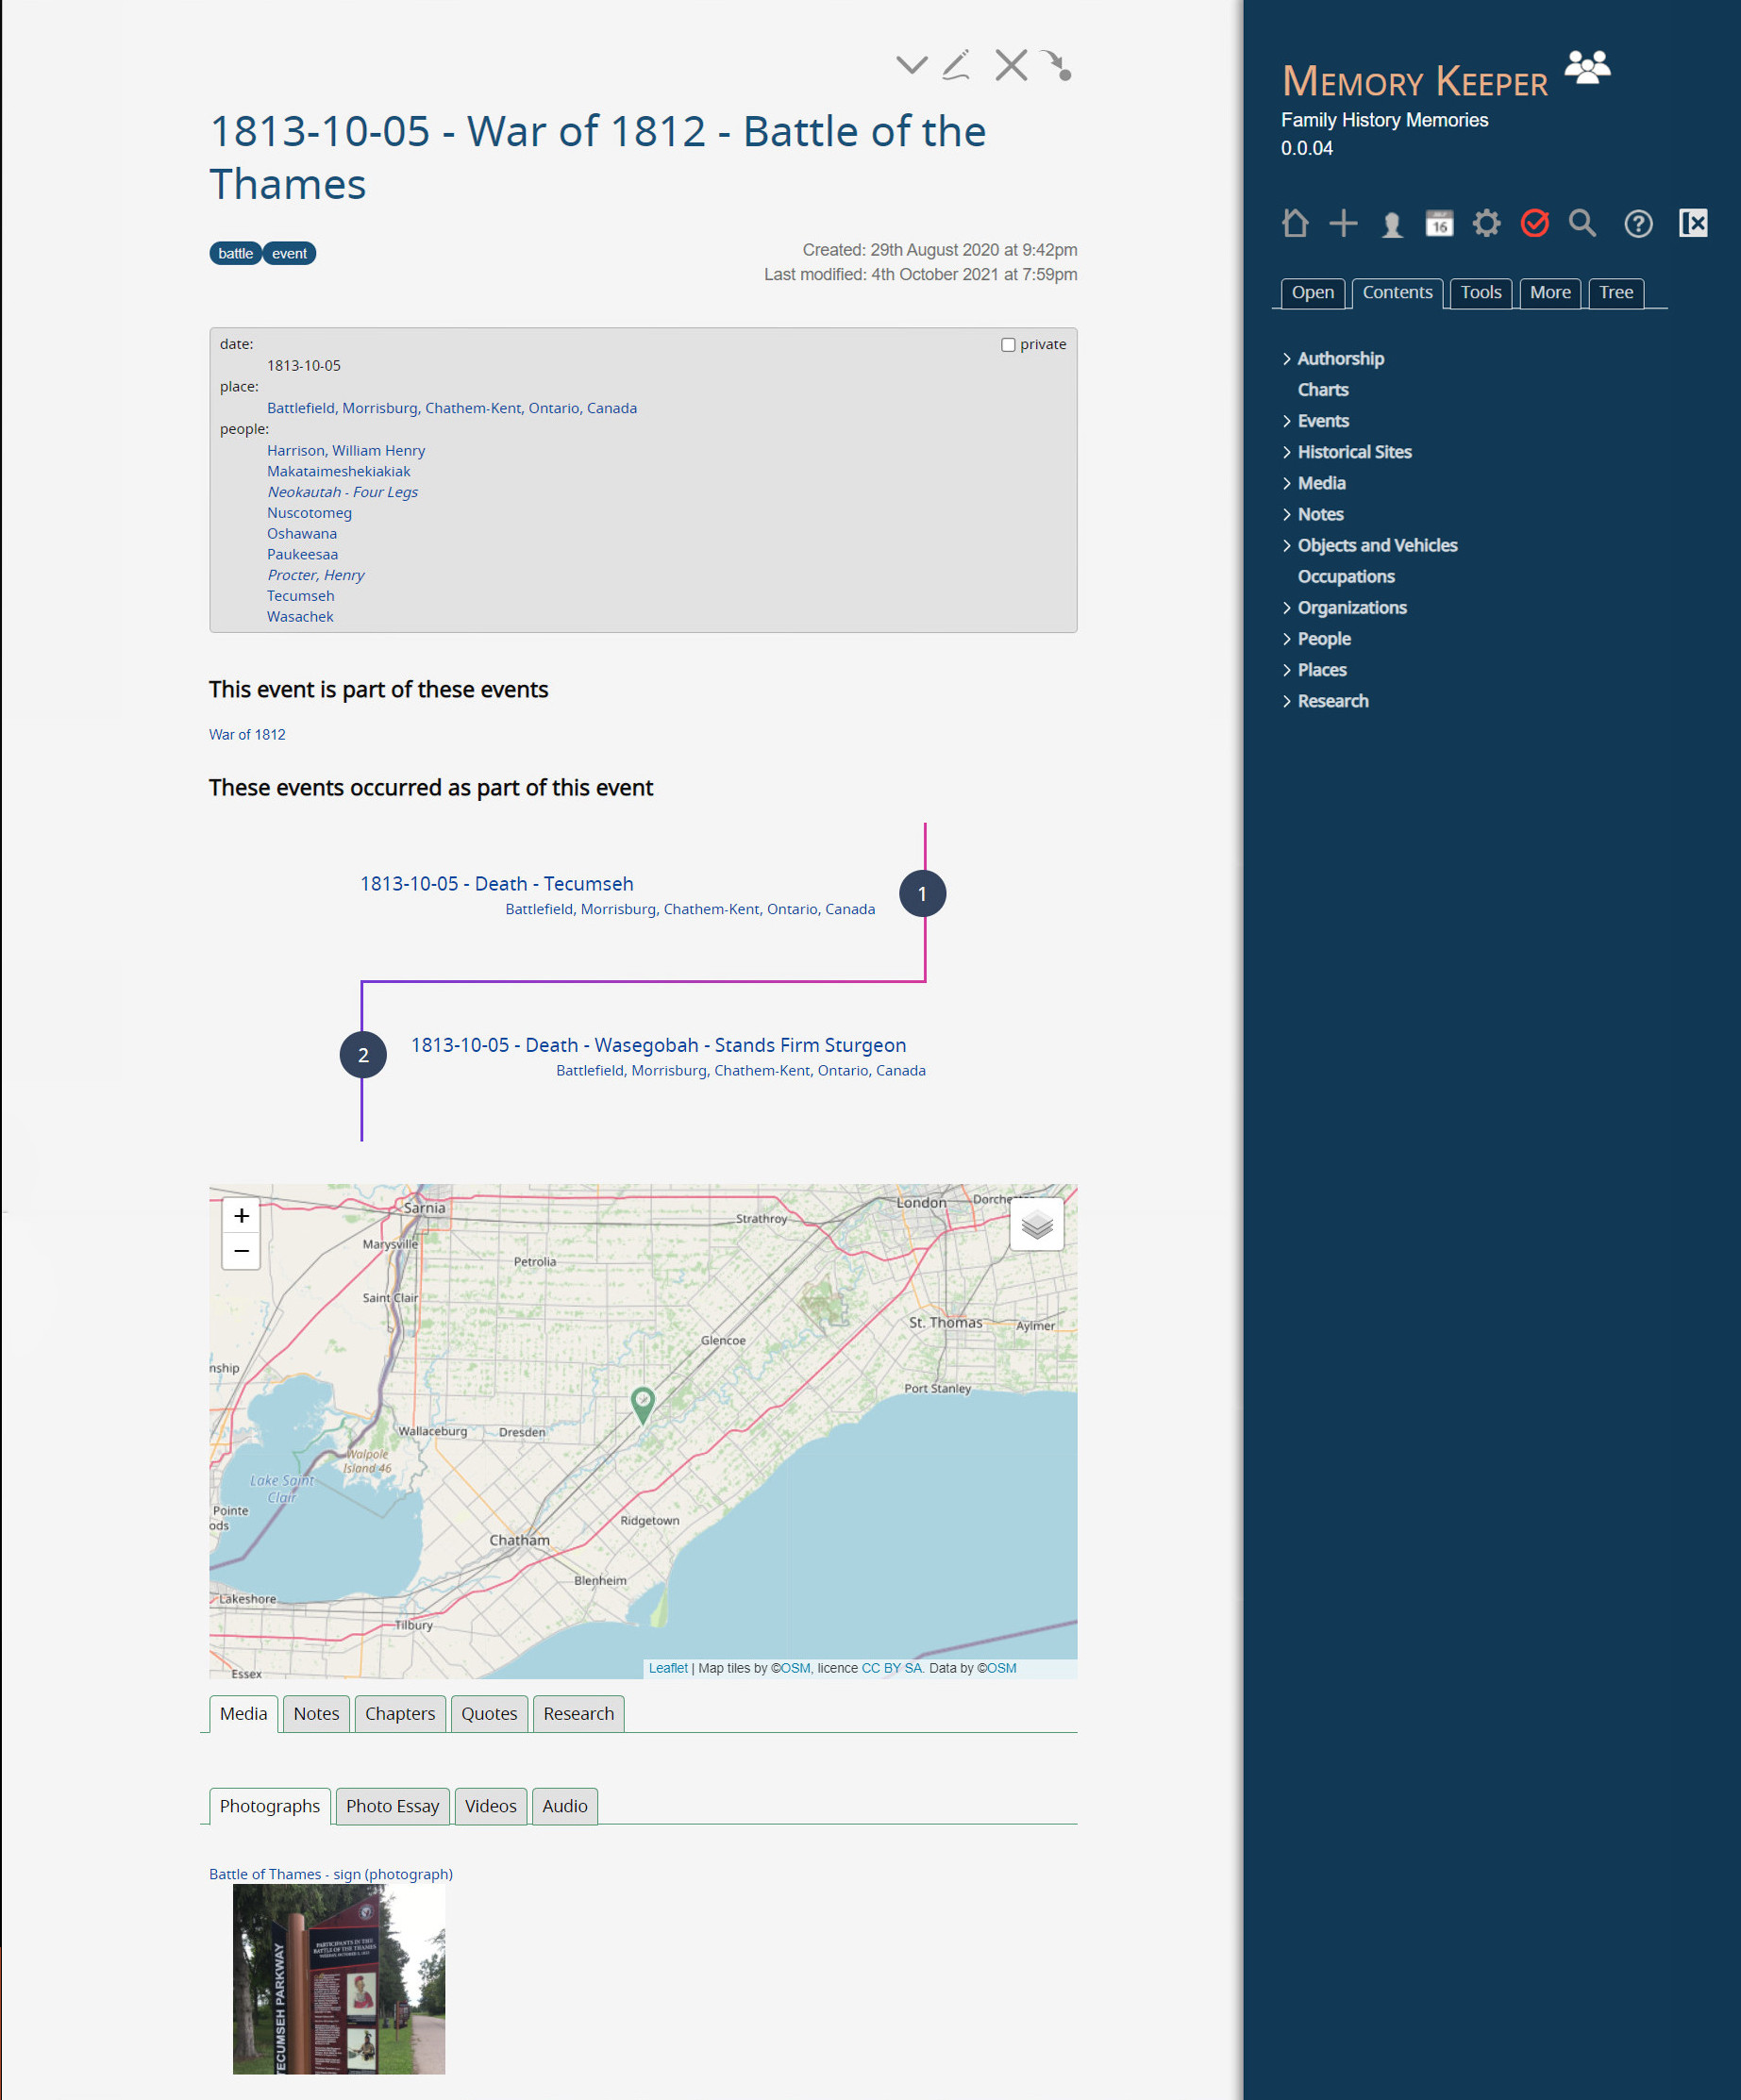 1813-10-05 - War of 1812 - Battle of the
Thames
battle event
Created: 29th August 2020 at 9:42pm
Last modified: 4th October 2021 at 7:59pm
date:
private
1813-10-05
place:
Battlefield, Morrisburg, Chathem-Kent, Ontario, Canada
people:
Harrison, William Henry
Makataimeshekiakiak
Neokautah - Four Legs
Nuscotomeg
Oshawana
Paukeesaa
Procter, Henry
Tecumseh
Wasachek
This event is part of these events
War of 1812
These events occurred as part of this event
1813-10-05 - Death - Tecumseh
Battlefield, Morrisburg, Chathem-Kent, Ontario, Canada
1
2
1813-10-05 - Death - Wasegobah - Stands Firm Sturgeon
Battlefield, Morrisburg, Chathem-Kent, Ontario, Canada
+
−
Sarnia
London
Strathroy
Marysville
Petrolia
Saint Clair
St. Thomas
Aylmer
Glencoe
nship
Port Stanley
Wallaceburg
Dresden
Walpole
Island 46
Lake Saint
Clair
Pointe
ods
Ridgetown
Chatham
Blenheim
Lakeshore
Tilbury
Essex
Leaflet | Map tiles by ©OSM, licence CC BY SA. Data by ©OSM
Media Notes Chapters Quotes Research
Photographs Photo Essay Videos Audio
Battle of Thames - sign (photograph)
PARTICIPANTS IN THE
BATTLE OF THE THAMES
TECUMSEH PARKWAY
Memory Keeper
Family History Memories
0.0.04
16
?
Open Contents Tools More Tree
Authorship
Charts
Events
Historical Sites
Media
Notes
Objects and Vehicles
Occupations
Organizations
People
Places
Research